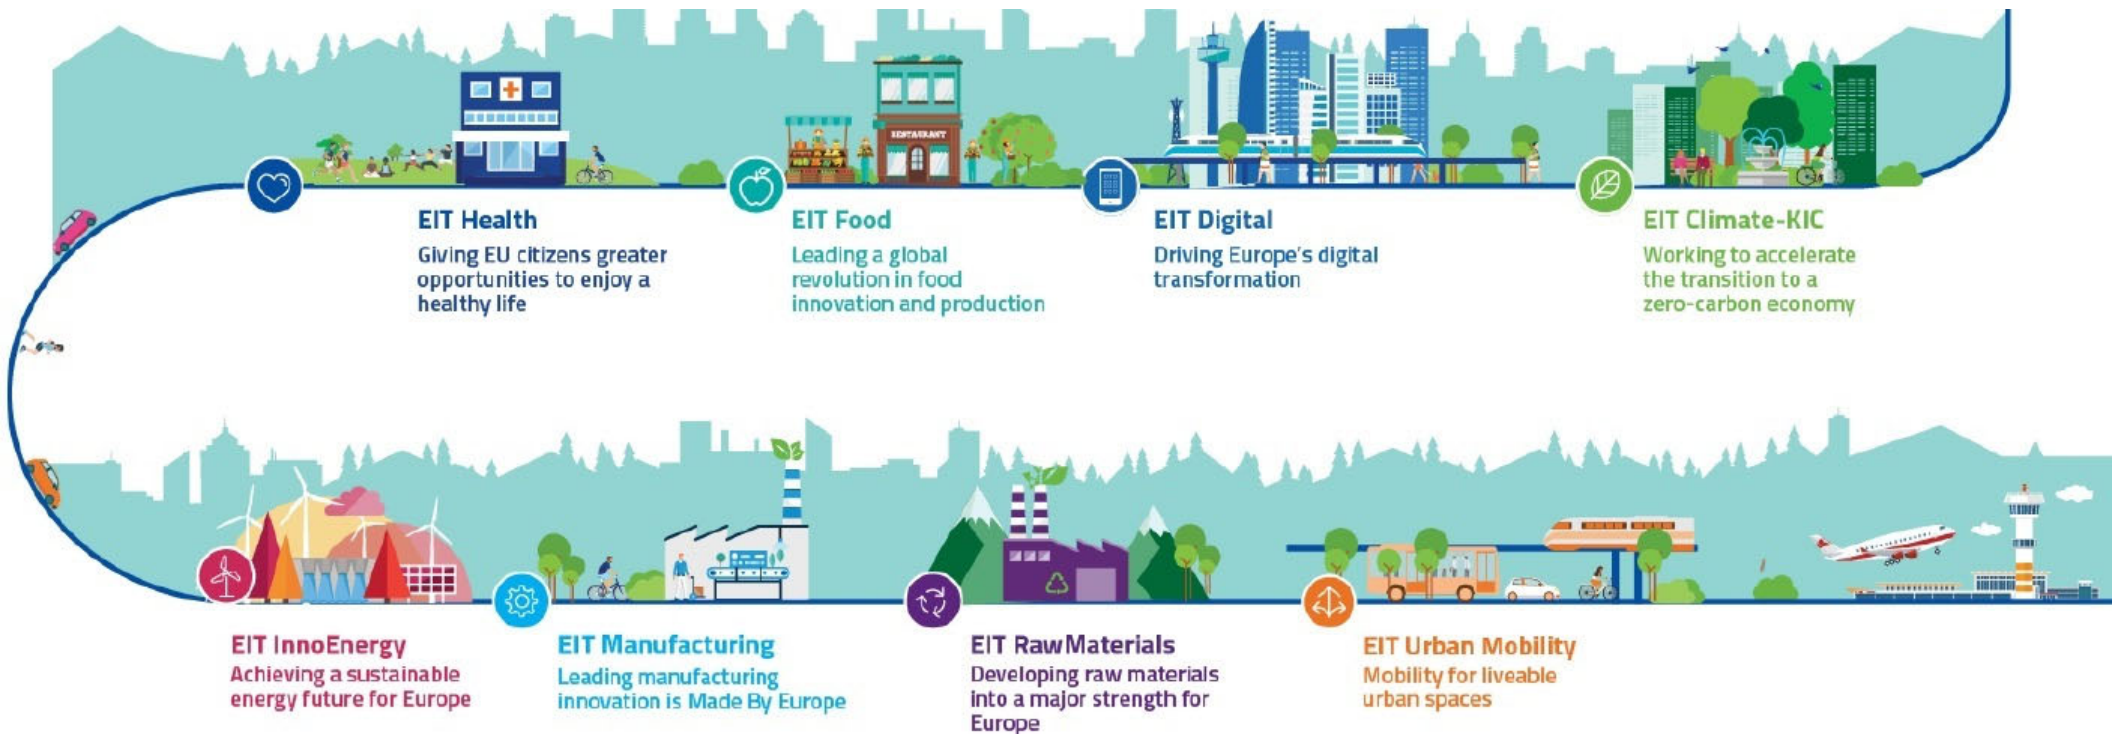 RESTAURANT
EIT Health
Giving EU citizens greater
opportunities to enjoy a
healthy life
EIT Food
Leading a global
revolution in food
innovation and production
EIT Digital
Driving Europe's digital
transformation
EIT Climate-KIC
Working to accelerate
the transition to a
zero-carbon economy
EIT InnoEnergy
Achieving a sustainable
energy future for Europe
EIT Manufacturing
Leading manufacturing
innovation is Made By Europe
EIT RawMaterials
Developing raw materials
into a major strength for
Europe
EIT Urban Mobility
Mobility for liveable
urban spaces